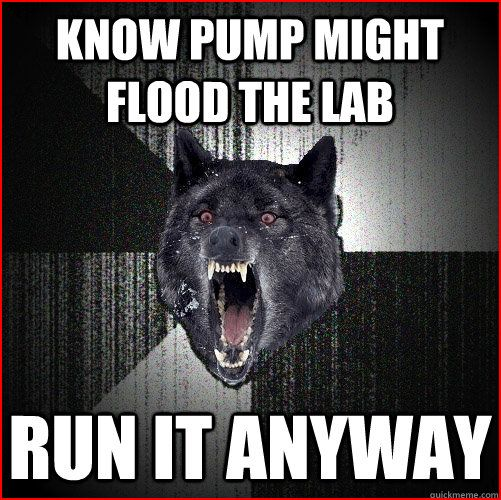 KNOW PUMP MIGHT
FLOOD THE LAB
RUN IT ANYWAY
quickmeme.com